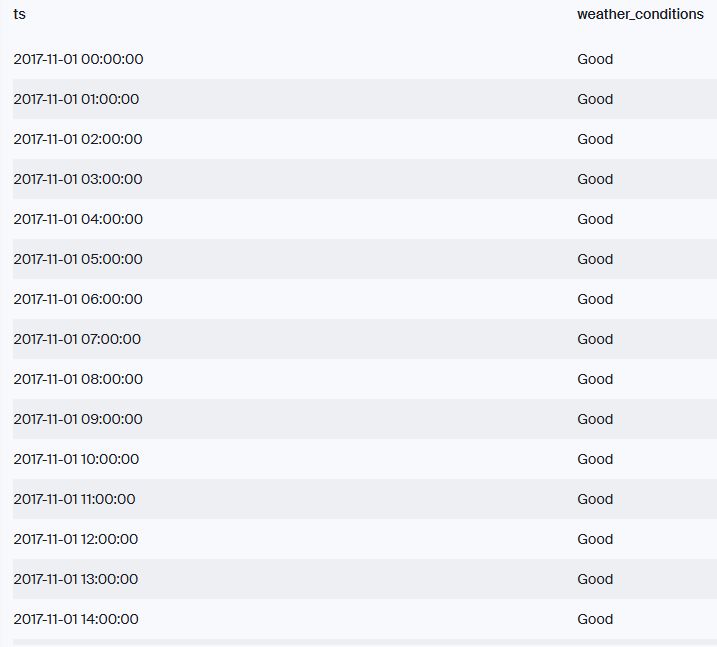 ts weather_conditions
2017-11-01 00:00:00 Good
2017-11-01 01:00:00 Good
2017-11-01 02:00:00 Good
2017-11-01 03:00:00 Good
2017-11-01 04:00:00 Good
2017-11-01 05:00:00 Good
2017-11-01 06:00:00 Good
2017-11-01 07:00:00 Good
2017-11-01 08:00:00 Good
2017-11-01 09:00:00 Good
2017-11-01 10:00:00 Good
2017-11-01 11:00:00 Good
2017-11-01 12:00:00 Good
2017-11-01 13:00:00 Good
2017-11-01 14:00:00 Good